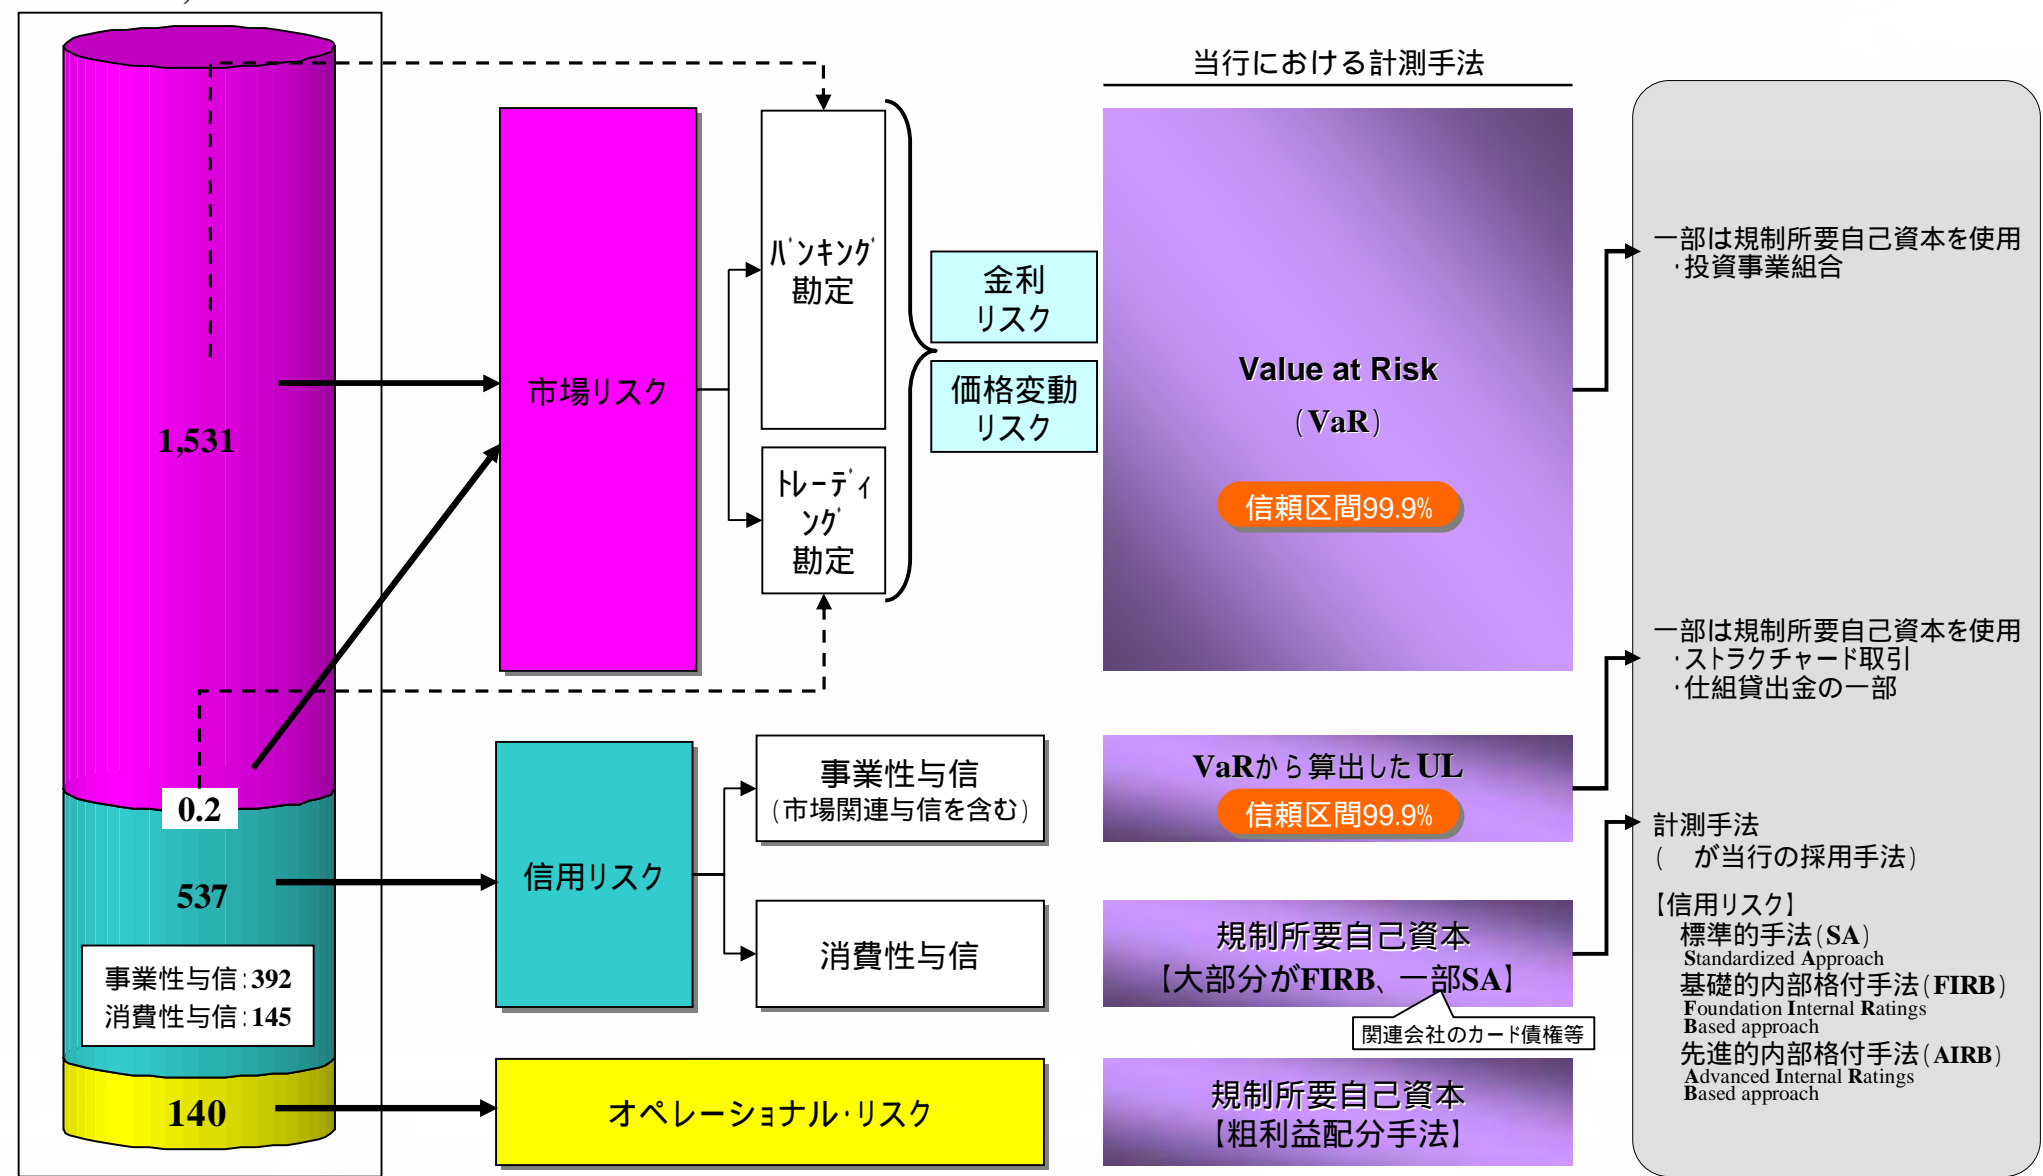 当行における計測手法
1,531
0.2
537
事業性与信:392
消費性与信:145
140
市場リスク
バンキング
勘定
トレーディ
ング
勘定
金利
リスク
価格変動
リスク
Value at Risk
(VaR)
信頼区間99.9%
一部は規制所要自己資本を使用
・投資事業組合
信用リスク
事業性与信
(市場関連与信を含む)
消費性与信
VaRから算出したUL
信頼区間99.9%
一部は規制所要自己資本を使用
・ストラクチャード取引
・仕組貸出金の一部
規制所要自己資本
【大部分がFIRB、一部SA】
関連会社のカード債権等
計測手法
( が当行の採用手法)
【信用リスク】
標準的手法(SA)
Standardized Approach
基礎的内部格付手法(FIRB)
Foundation Internal Ratings
Based approach
先進的内部格付手法(AIRB)
Advanced Internal Ratings
Based approach
オペレーショナル・リスク
規制所要自己資本
【粗利益配分手法】